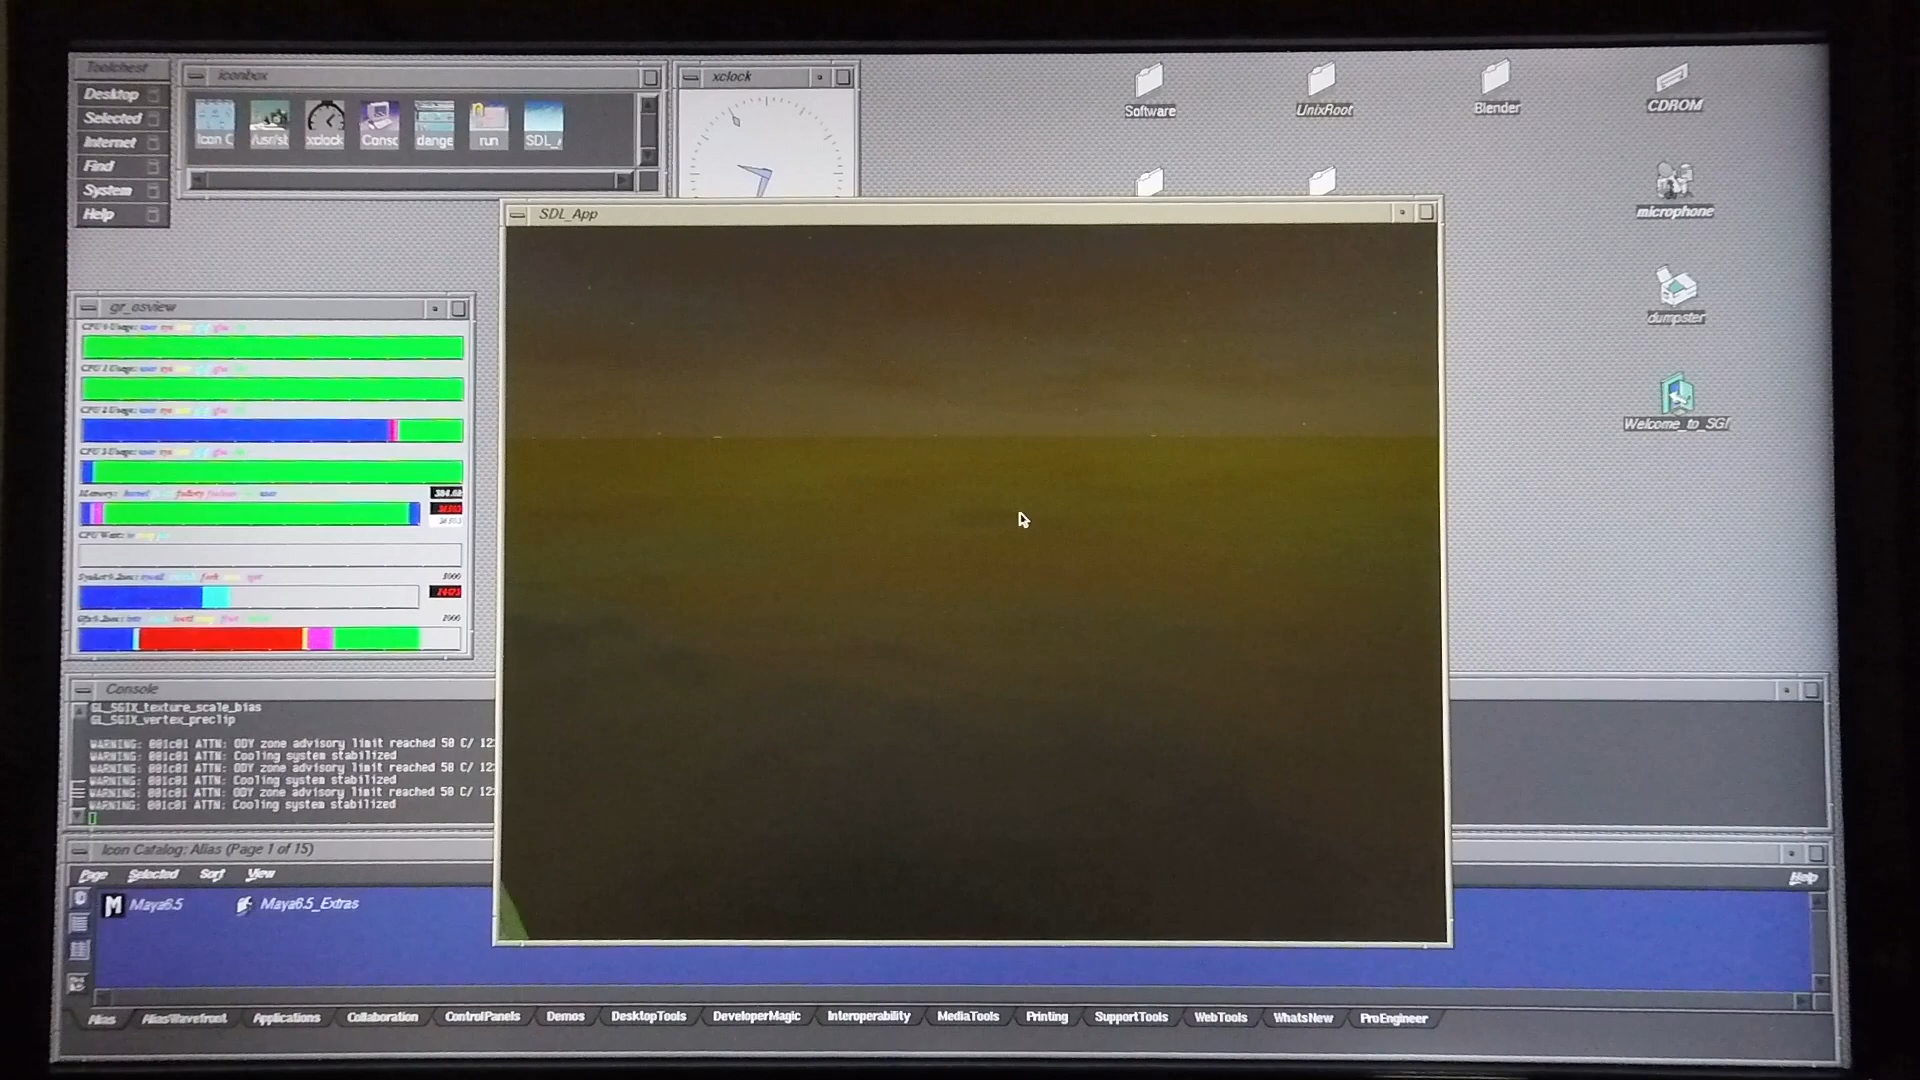 Toolchest
Desktop
Selected
Internet
Find
System
Help
iconbox
Icon C
/usr/sb
xclock
Consc
dange
run
SDL_/
xclock
Software
UnixRoot
Blender
CDROM
microphone
dumpster
Welcome_to_SGI
SDL_App
gr_osview
1000
Console
GL_SGIX_texture_scale_bias
GL_SGIX_vertex_preclip
WARNING: 001c01 ATTN: ODY zone advisory limit reached 50 C/ 12
WARNING: 001c01 ATTN: Cooling system stabilized
WARNING: 001c01 ATTN: ODY zone advisory limit reached 50 C/ 12
WARNING: 001c01 ATTN: Cooling system stabilized
WARNING: 001c01 ATTN: ODY zone advisory limit reached 50 C/ 12
WARNING: 001c01 ATTN: Cooling system stabilized
Icon Catalog: Alias (Page 1 of 15)
Page Selected Sort View Help
Maya6.5 Maya6.5_Extras
Alias AliasWavefront Applications Collaboration ControlPanels Demos DesktopTools DeveloperMagic Interoperability MediaTools Printing SupportTools WebTools WhatsNew ProEngineer